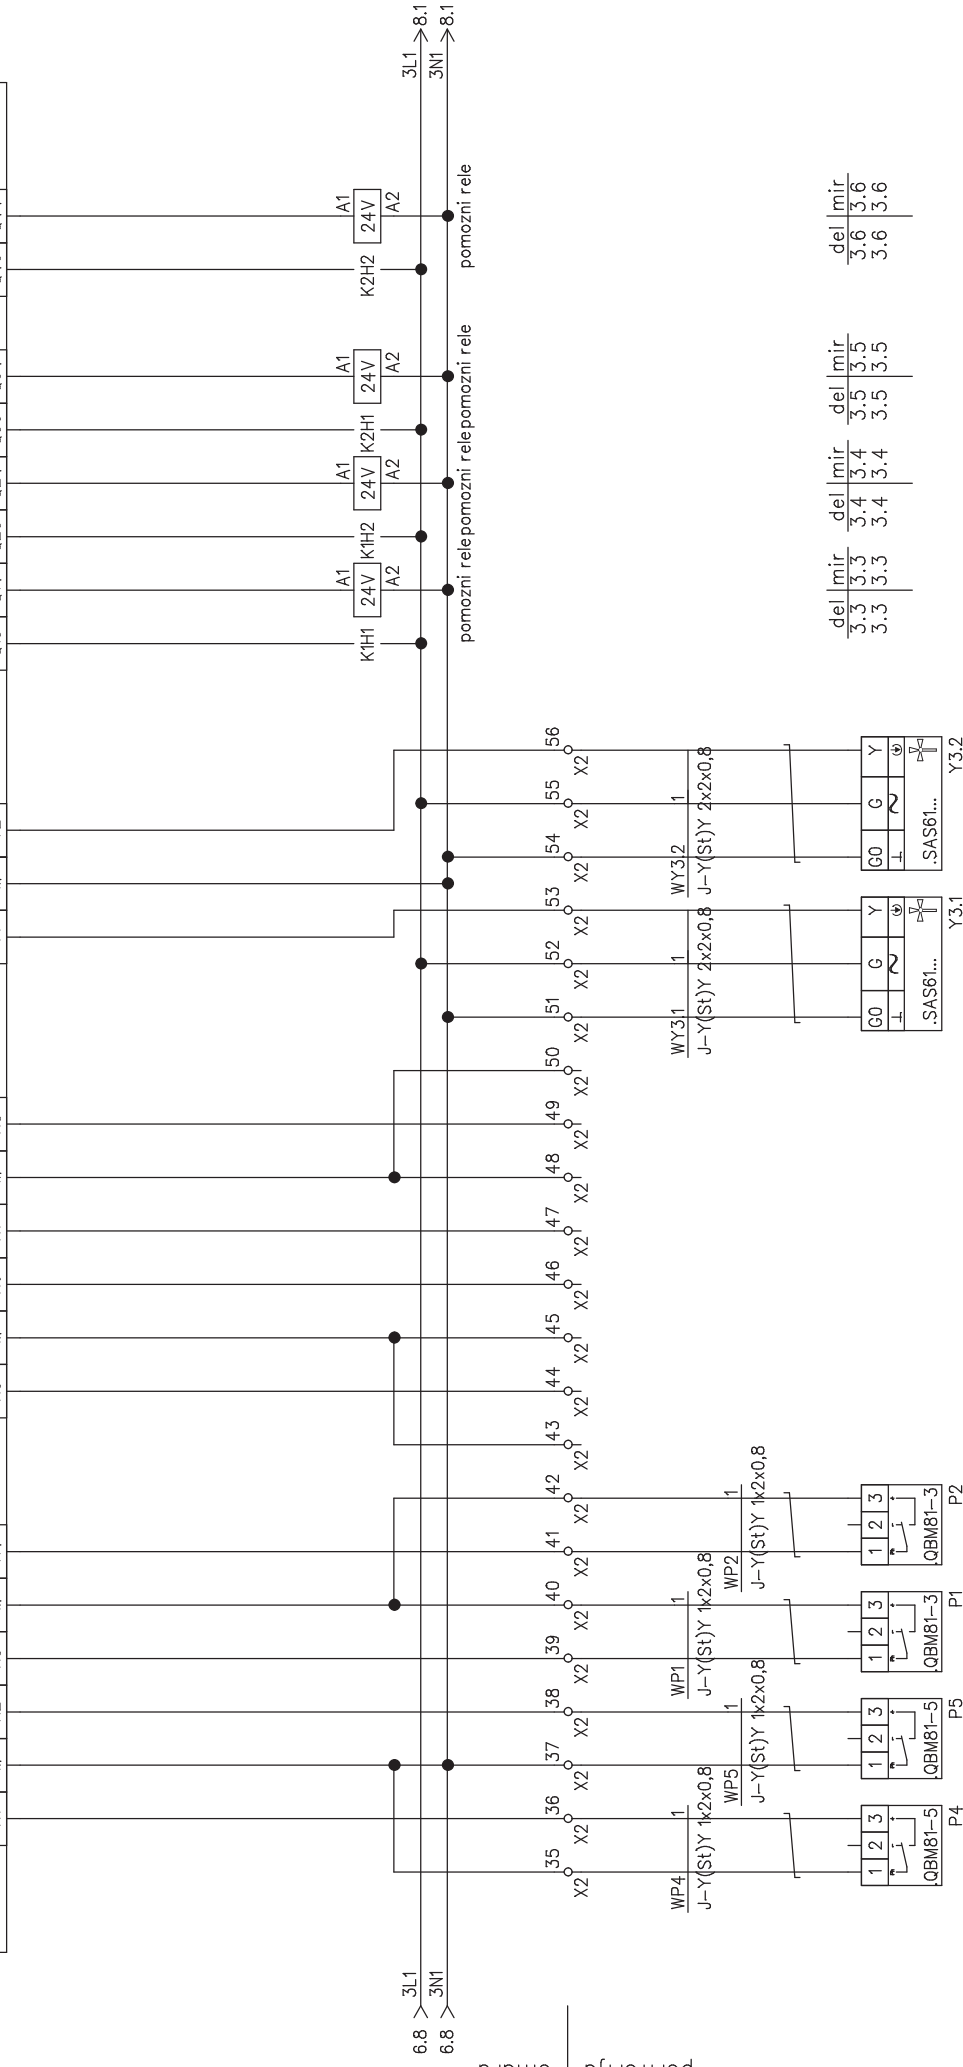 6.8 3L1
3L1 8.1
6.8 3N1
3N1 8.1
K1H1
A1
24V
A2
K1H2
A1
24V
A2
K2H1
A1
24V
A2
K2H2
A1
24V
A2
pomozni rele
pomozni rele
pomozni rele
pomozni rele
35 36 37 38 39 40 41 42 43 44 45 46 47 48 49 50 51 52 53 54 55 56
X2 X2 X2 X2 X2 X2 X2 X2 X2 X2 X2 X2 X2 X2 X2 X2 X2 X2 X2 X2 X2 X2
WP4 1
J-Y(St)Y 1x2x0,8
WP5 1
J-Y(St)Y 1x2x0,8
WP1 1
J-Y(St)Y 1x2x0,8
WP2 1
J-Y(St)Y 1x2x0,8
WY3.1 1
J-Y(St)Y 2x2x0,8
WY3.2 1
J-Y(St)Y 2x2x0,8
del mir
3.3 3.3
3.3 3.3
del mir
3.4 3.4
3.4 3.4
del mir
3.5 3.5
3.5 3.5
del mir
3.6 3.6
3.6 3.6
1 2 3
.QBM81-5
P4
1 2 3
.QBM81-5
P5
1 2 3
.QBM81-3
P1
1 2 3
.QBM81-3
P2
G0 G Y
.SAS61...
Y3.1
G0 G Y
.SAS61...
Y3.2